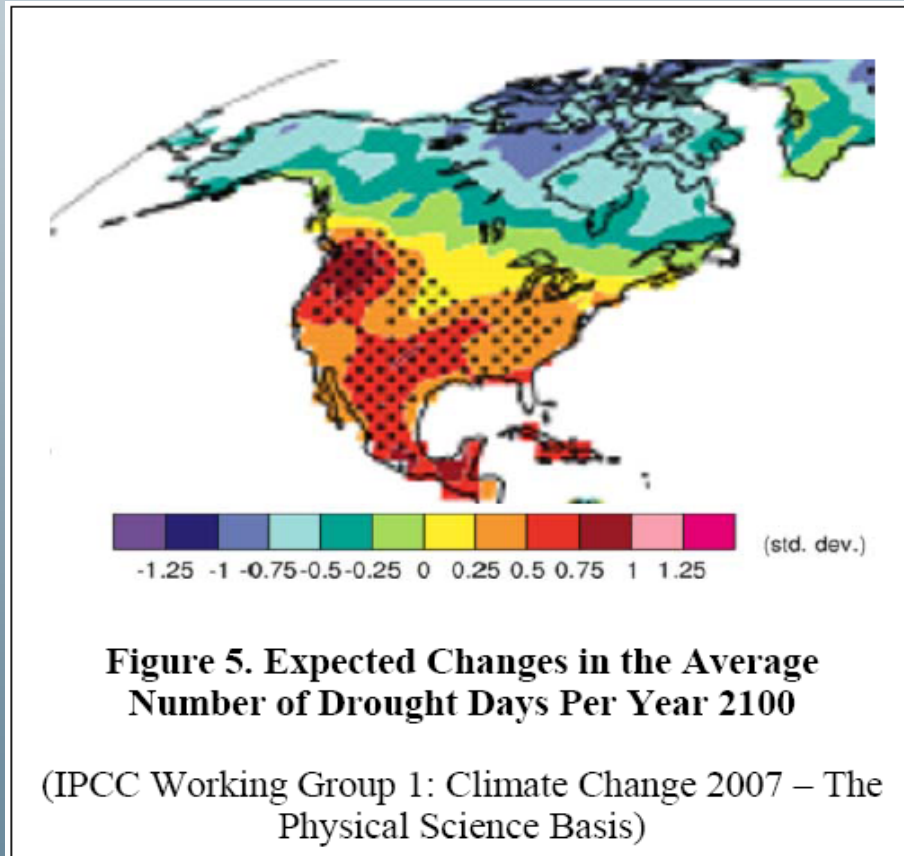 -1.25 -1 -0.75-0.5-0.25 0 0.25 0.5 0.75 1 1.25 (std. dev.)
Figure 5. Expected Changes in the Average
Number of Drought Days Per Year 2100
(IPCC Working Group 1: Climate Change 2007 – The
Physical Science Basis)